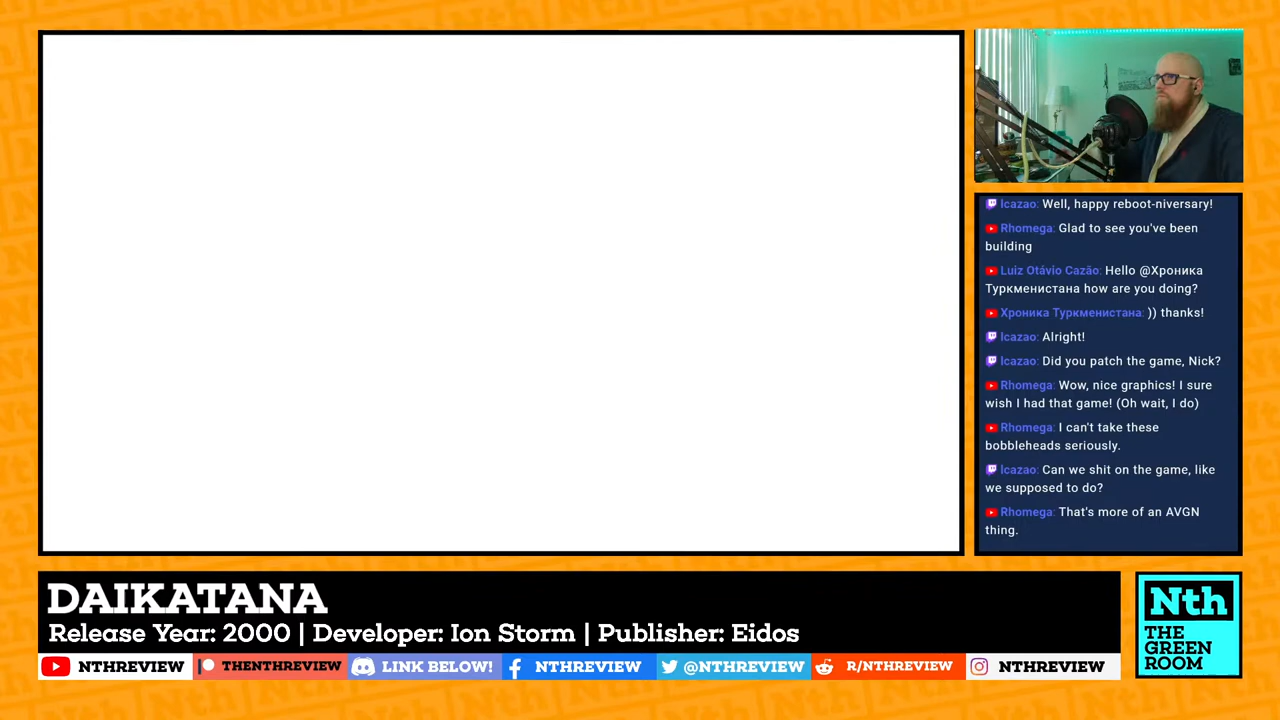 lcazao: Well, happy reboot-niversary!
Rhomega: Glad to see you've been
building
Luiz Otávio Cazão: Hello @Хроника
Туркменистана how are you doing?
Хроника Туркменистана: )) thanks!
lcazao: Alright!
lcazao: Did you patch the game, Nick?
Rhomega: Wow, nice graphics! I sure
wish I had that game! (Oh wait, I do)
Rhomega: I can't take these
bobbleheads seriously.
lcazao: Can we shit on the game, like
we supposed to do?
Rhomega: That's more of an AVGN
thing.
DAIKATANA
Release Year: 2000 | Developer: Ion Storm | Publisher: Eidos
NTHREVIEW THENTHREVIEW LINK BELOW! NTHREVIEW @NTHREVIEW R/NTHREVIEW NTHREVIEW
Nth
THE
GREEN
ROOM